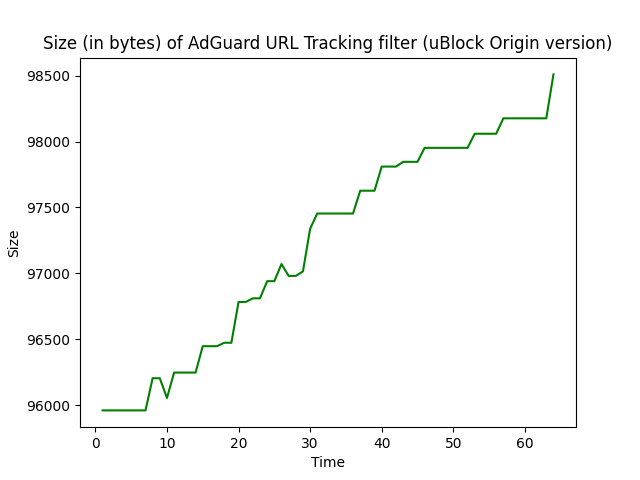 Size (in bytes) of AdGuard URL Tracking filter (uBlock Origin version)
98500
98000
97500
97000
96500
96000
Size
0 10 20 30 40 50 60
Time